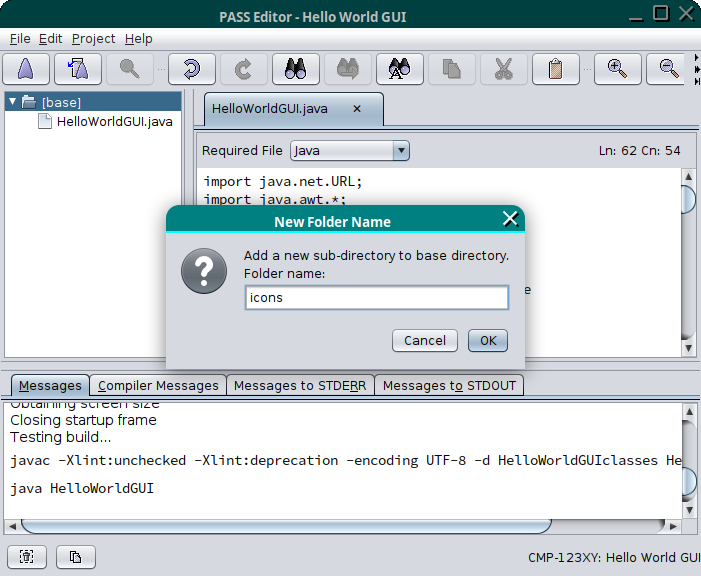 PASS Editor - Hello World GUI
File Edit Project Help
[base]
HelloWorldGUI.java
HelloWorldGUI.java
Required File Java Ln: 62 Cn: 54
import java.net.URL;
import java.awt.*;
New Folder Name
Add a new sub-directory to base directory.
Folder name:
icons
e
Cancel OK
Messages Compiler Messages Messages to STDERR Messages to STDOUT
Obtaining screen size
Closing startup frame
Testing build...
javac -Xlint:unchecked -Xlint:deprecation -encoding UTF-8 -d HelloWorldGUIclasses He
java HelloWorldGUI
CMP-123XY: Hello World GUI